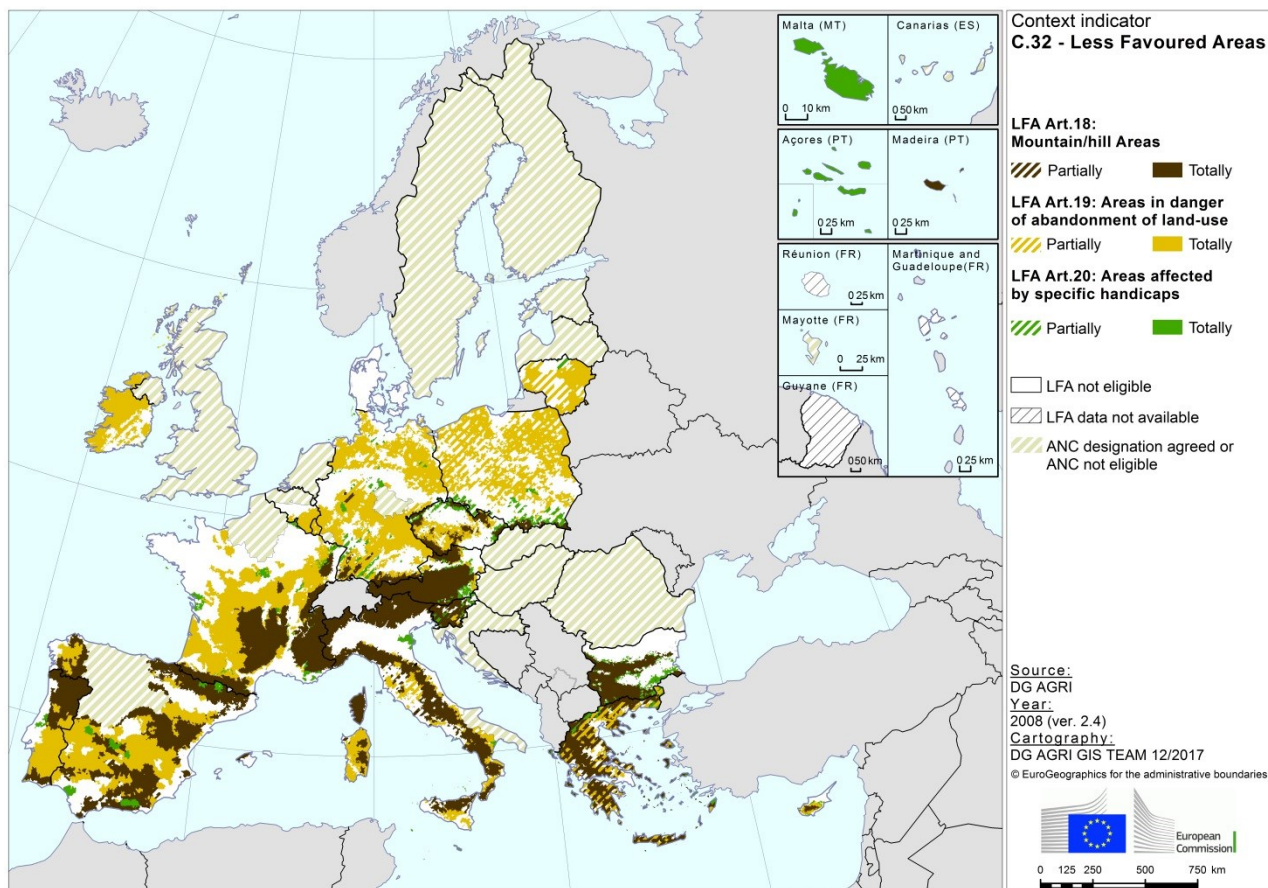 Malta (MT)
0 10 km
Canarias (ES)
0 50 km
Açores (PT)
0 25 km
Madeira (PT)
0 25 km
Réunion (FR)
0 25 km
Martinique and
Guadeloupe(FR)
0 25 km
Mayotte (FR)
0 25 km
Guyane (FR)
0 50 km
Context indicator
C.32 - Less Favoured Areas
LFA Art.18:
Mountain/hill Areas
Partially Totally
LFA Art.19: Areas in danger
of abandonment of land-use
Partially Totally
LFA Art.20: Areas affected
by specific handicaps
Partially Totally
LFA not eligible
LFA data not available
ANC designation agreed or
ANC not eligible
Source:
DG AGRI
Year:
2008 (ver. 2.4)
Cartography:
DG AGRI GIS TEAM 12/2017
© EuroGeographics for the administrative boundaries
European
Commission
0 125 250 500 750 km